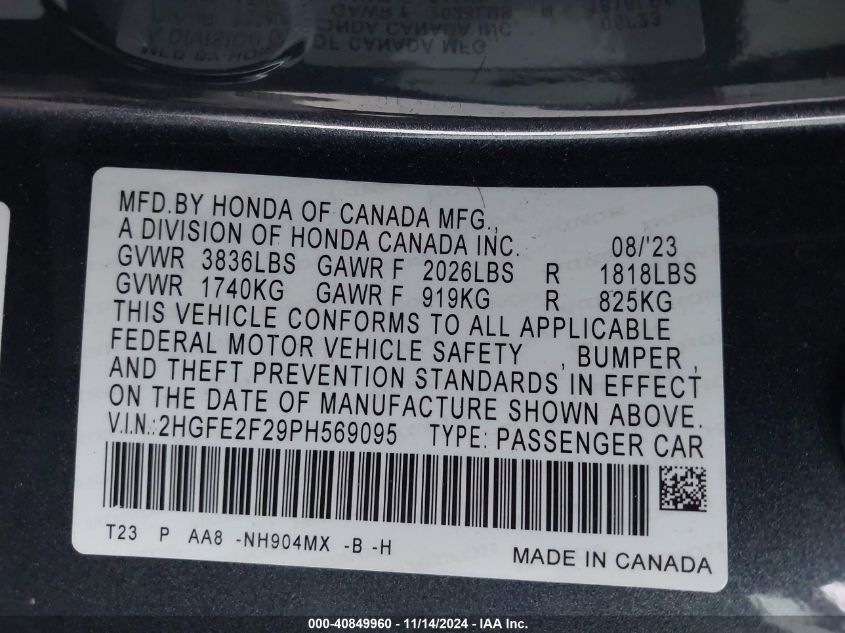 MFD.BY HONDA OF CANADA MFG.,
A DIVISION OF HONDA CANADA INC. 08/'23
GVWR 3836LBS GAWR F 2026LBS R 1818LBS
GVWR 1740KG GAWR F 919KG R 825KG
THIS VEHICLE CONFORMS TO ALL APPLICABLE
FEDERAL MOTOR VEHICLE SAFETY , BUMPER ,
AND THEFT PREVENTION STANDARDS IN EFFECT
ON THE DATE OF MANUFACTURE SHOWN ABOVE.
V.I.N.:2HGFE2F29PH569095 TYPE: PASSENGER CAR
T23 P AA8 -NH904MX -B -H
MADE IN CANADA
000-40849960 - 11/14/2024 - IAA Inc.